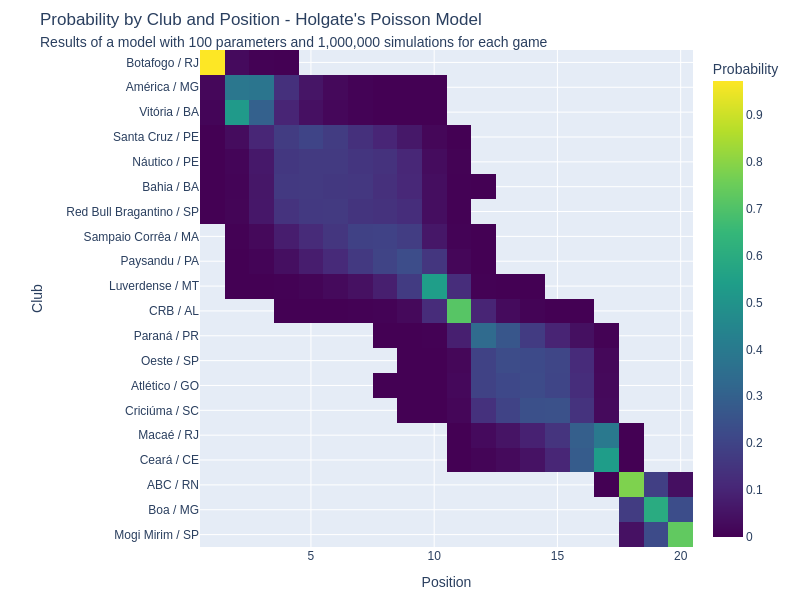 Probability by Club and Position - Holgate's Poisson Model
Results of a model with 100 parameters and 1,000,000 simulations for each game
Probability
Club
Botafogo / RJ
América / MG
Vitória / BA
Santa Cruz / PE
Náutico / PE
Bahia / BA
Red Bull Bragantino / SP
Sampaio Corrêa / MA
Paysandu / PA
Luverdense / MT
CRB / AL
Paraná / PR
Oeste / SP
Atlético / GO
Criciúma / SC
Macaé / RJ
Ceará / CE
ABC / RN
Boa / MG
Mogi Mirim / SP
0.9
0.8
0.7
0.6
0.5
0.4
0.3
0.2
0.1
0
5 10 15 20
Position